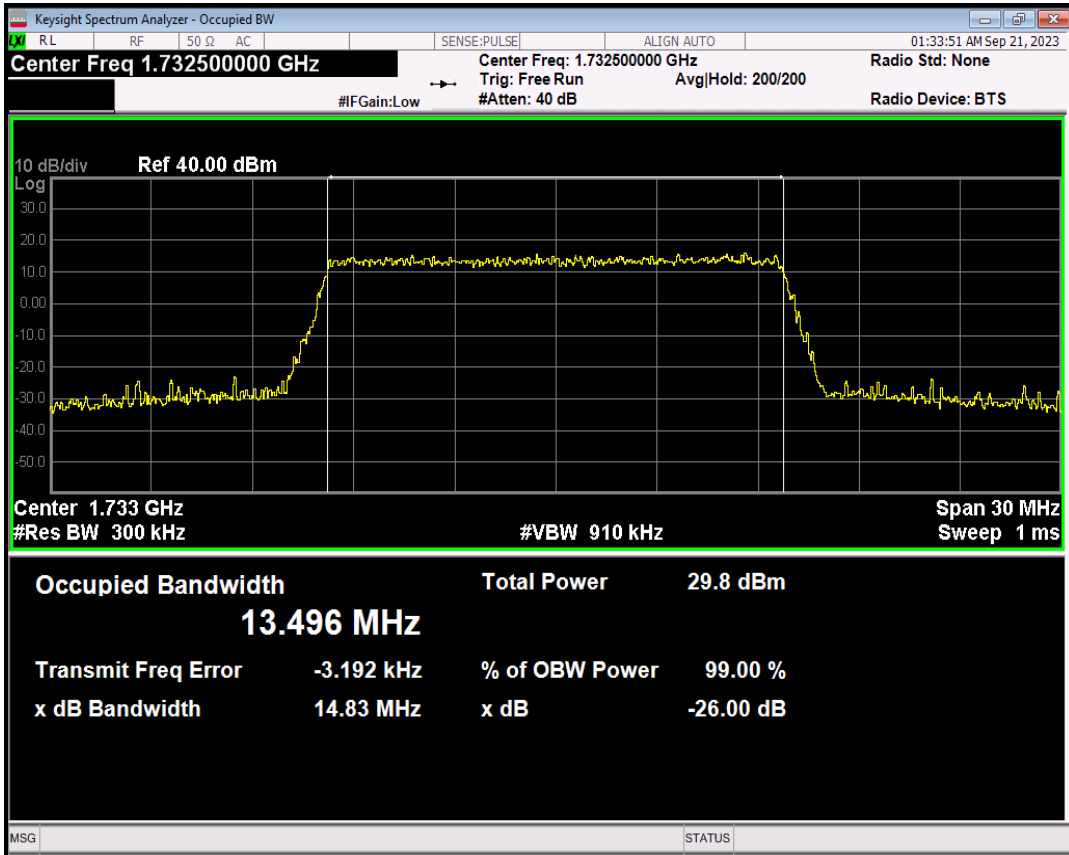 Keysight Spectrum Analyzer - Occupied BW
LXI RL RF 50 Ω AC SENSE:PULSE ALIGN AUTO 01:33:51 AM Sep 21, 2023
Center Freq 1.732500000 GHz
Center Freq: 1.732500000 GHz
Radio Std: None
Trig: Free Run Avg|Hold: 200/200
#IFGain:Low #Atten: 40 dB Radio Device: BTS
10 dB/div Ref 40.00 dBm
Log
30.0
20.0
10.0
0.00
-10.0
-20.0
-30.0
-40.0
-50.0
Center 1.733 GHz Span 30 MHz
#Res BW 300 kHz #VBW 910 kHz Sweep 1 ms
Occupied Bandwidth Total Power 29.8 dBm
13.496 MHz
Transmit Freq Error -3.192 kHz % of OBW Power 99.00 %
x dB Bandwidth 14.83 MHz x dB -26.00 dB
MSG STATUS